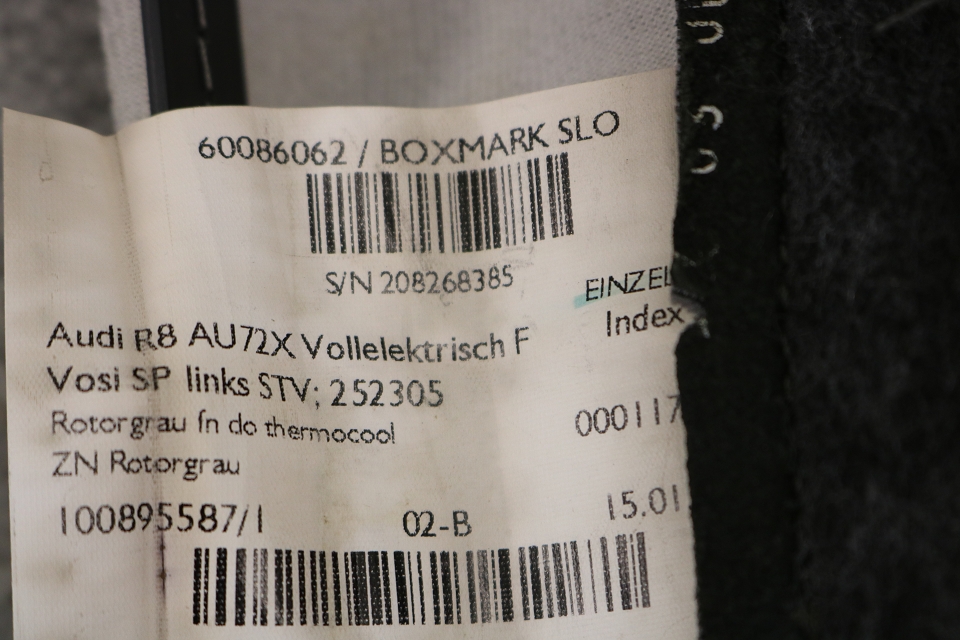 60086062 / BOXMARK SLO
S/N 208268385
EINZEL
Index
Audi R8 AU72X Vollelektrisch F
Vosi SP links STV; 252305
Rotorgrau fn do thermocool
000117
ZN Rotorgrau
100895587/1 02-B 15.01